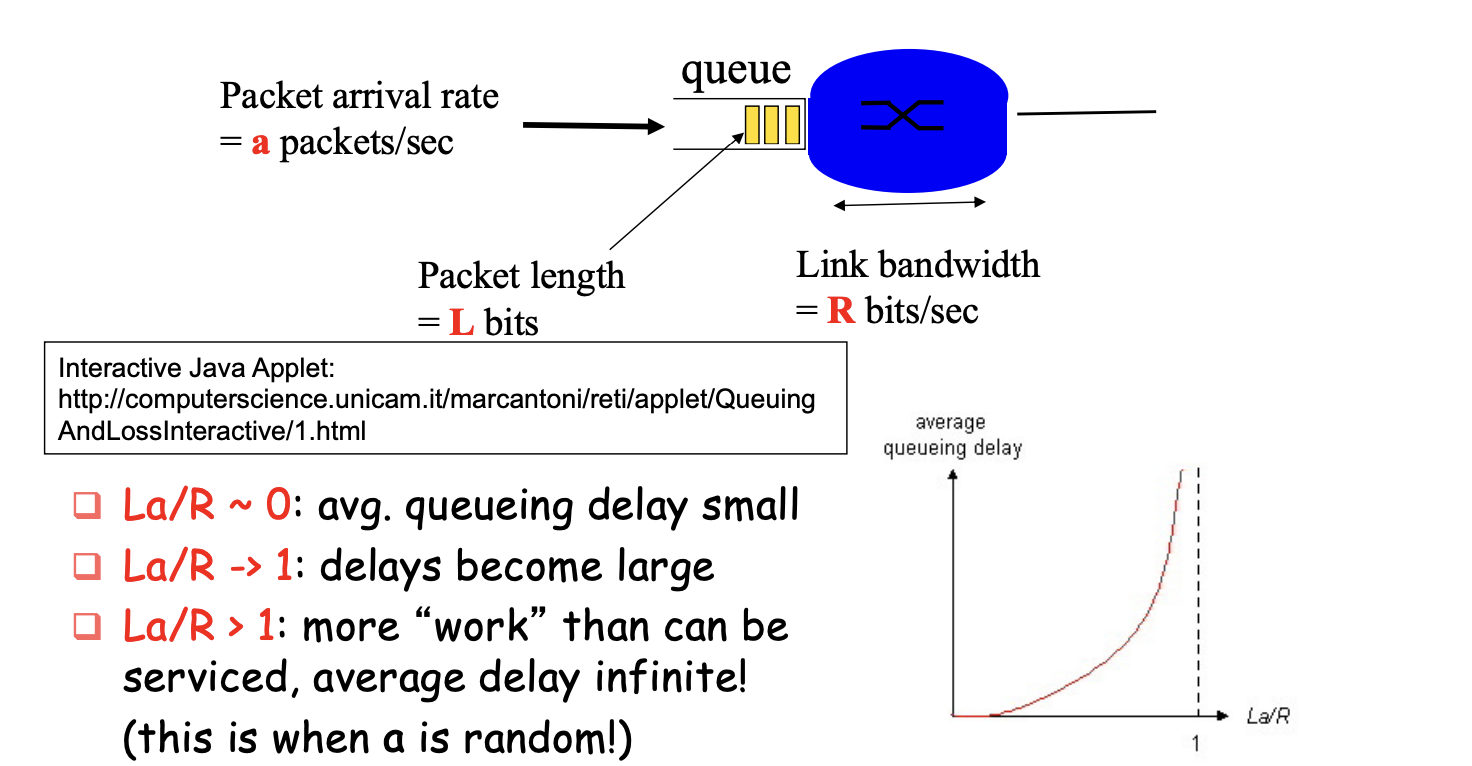 queue
Packet arrival rate
= a packets/sec
Packet length
= L bits
Link bandwidth
= R bits/sec
Interactive Java Applet:
http://computerscience.unicam.it/marcantoni/reti/applet/Queuing
AndLossInteractive/1.html
La/R ~ 0: avg. queueing delay small
La/R -> 1: delays become large
La/R > 1: more “work” than can be
serviced, average delay infinite!
(this is when a is random!)
average
queueing delay
La/R
1